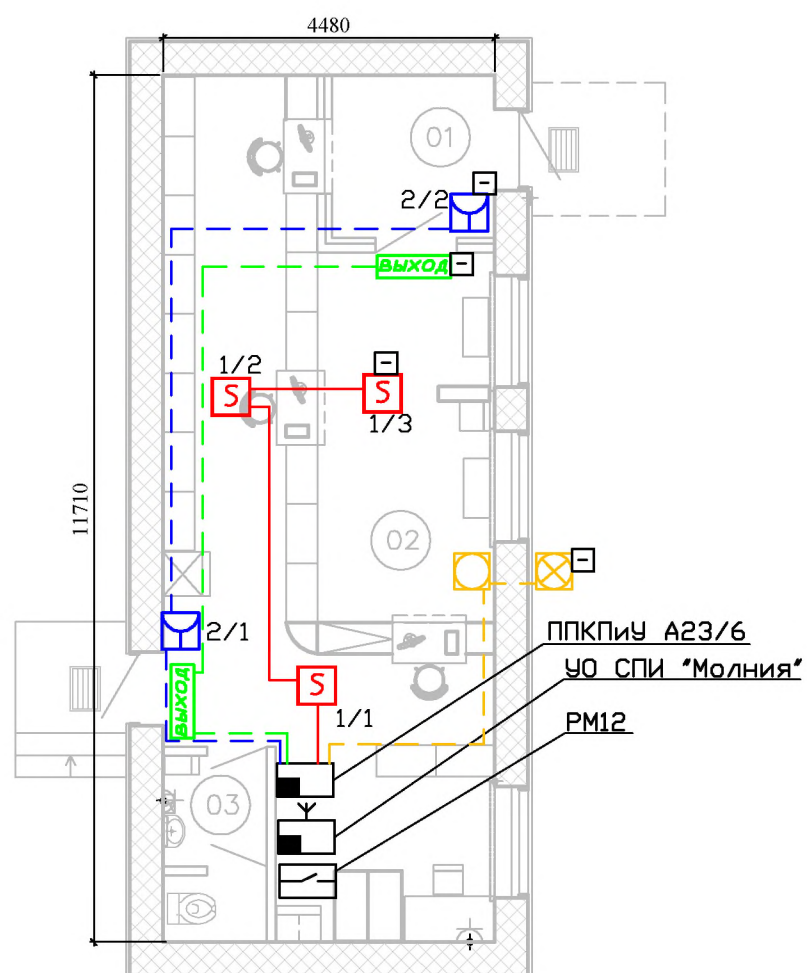 4480
01
2/2
ВЫХОД
1/2
S
S
1/3
11710
02
2/1
ППКПиУ А23/6
УО СПИ "Молния"
S
ВЫХОД
1/1
РМ12
03